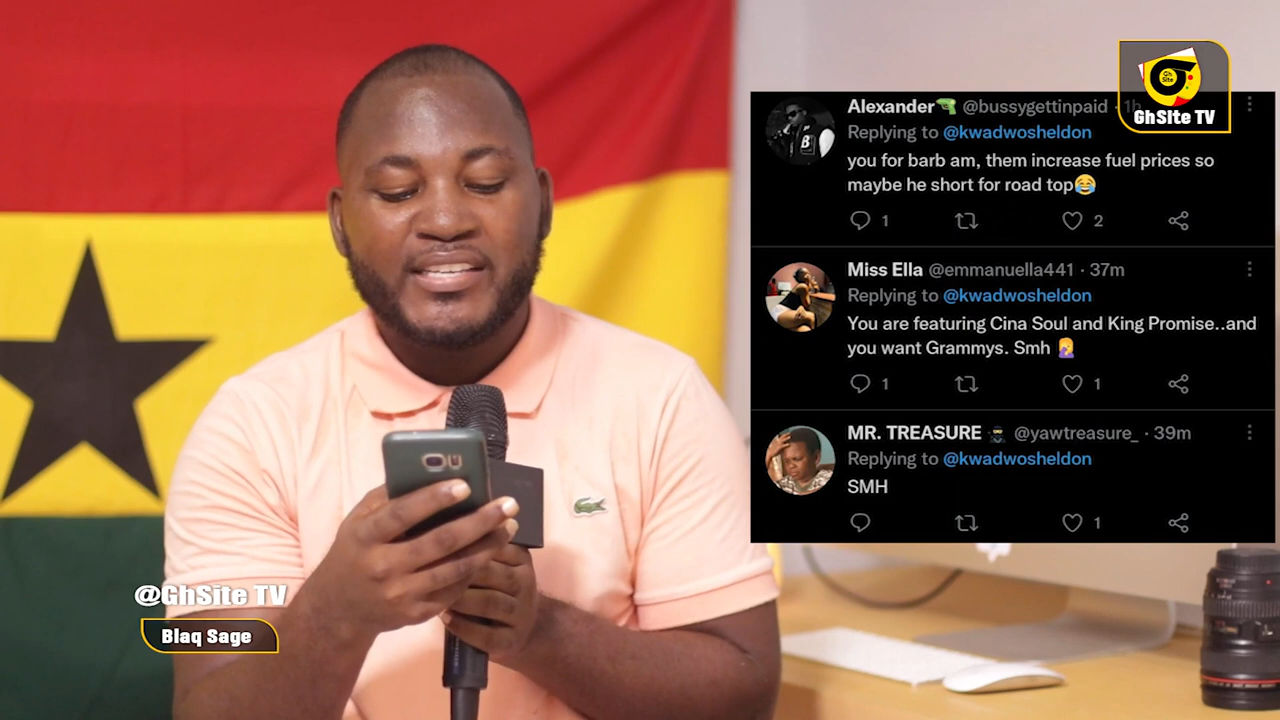 Gh
Site
GhSIte TV
Alexander🔫 @bussygettinpaid · 1h
Replying to @kwadwosheldon
you for barb am, them increase fuel prices so
maybe he short for road top😂
1
2
Miss Ella @emmanuella441 · 37m
Replying to @kwadwosheldon
You are featuring Cina Soul and King Promise..and
you want Grammys. Smh 🤦‍♀️
1
1
MR. TREASURE @yawtreasure_ · 39m
Replying to @kwadwosheldon
SMH
1
@GhSite TV
Blaq Sage